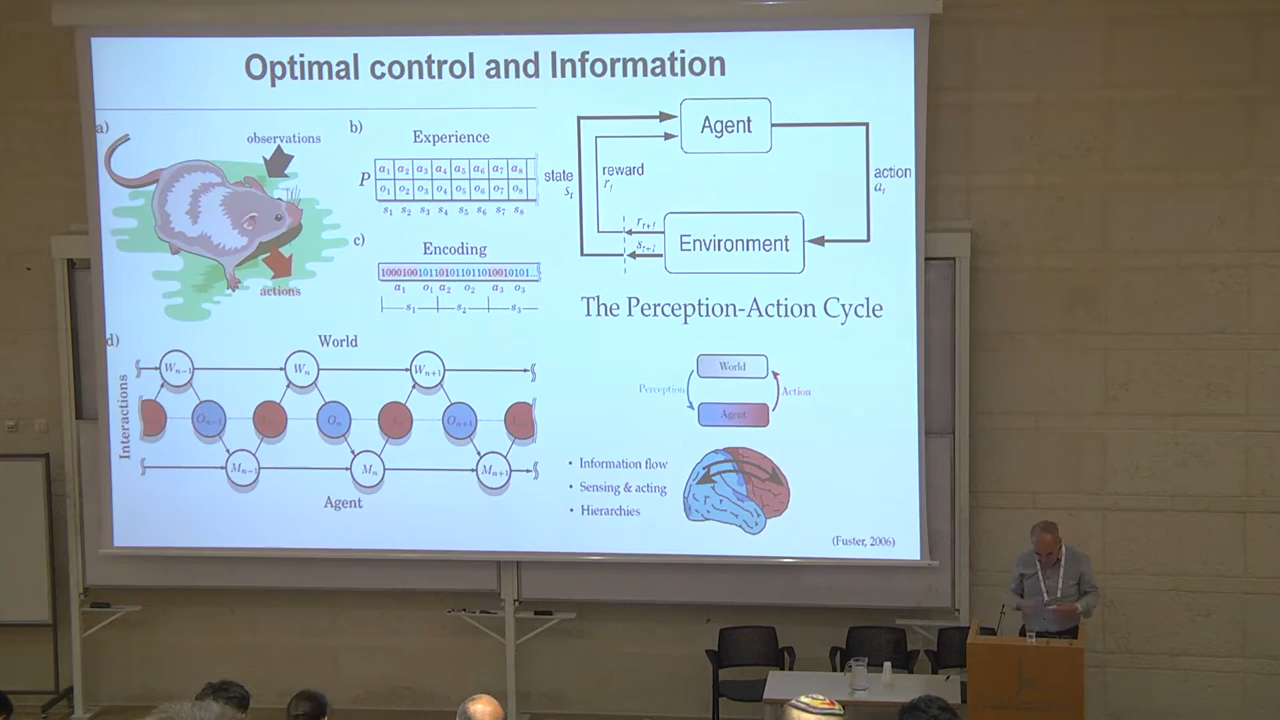 Optimal control and Information
a)
observations
actions
b)
Experience
P
a1 a2 a3 a4 a5 a6 a7 a8
o1 o2 o3 o4 o5 o6 o7 o8
s1 s2 s3 s4 s5 s6 s7 s8
c)
Encoding
a1 o1 a2 o2 a3 o3
s1 s2 s3
Agent
state
st
reward
rt
action
at
rt+1
st+1
Environment
The Perception-Action Cycle
d)
World
Interactions
Wn-1 Wn Wn+1
On-1 On On+1
Mn-1 Mn Mn+1
Agent
World
Perception
Action
Agent
• Information flow
• Sensing & acting
• Hierarchies
(Fuster, 2006)